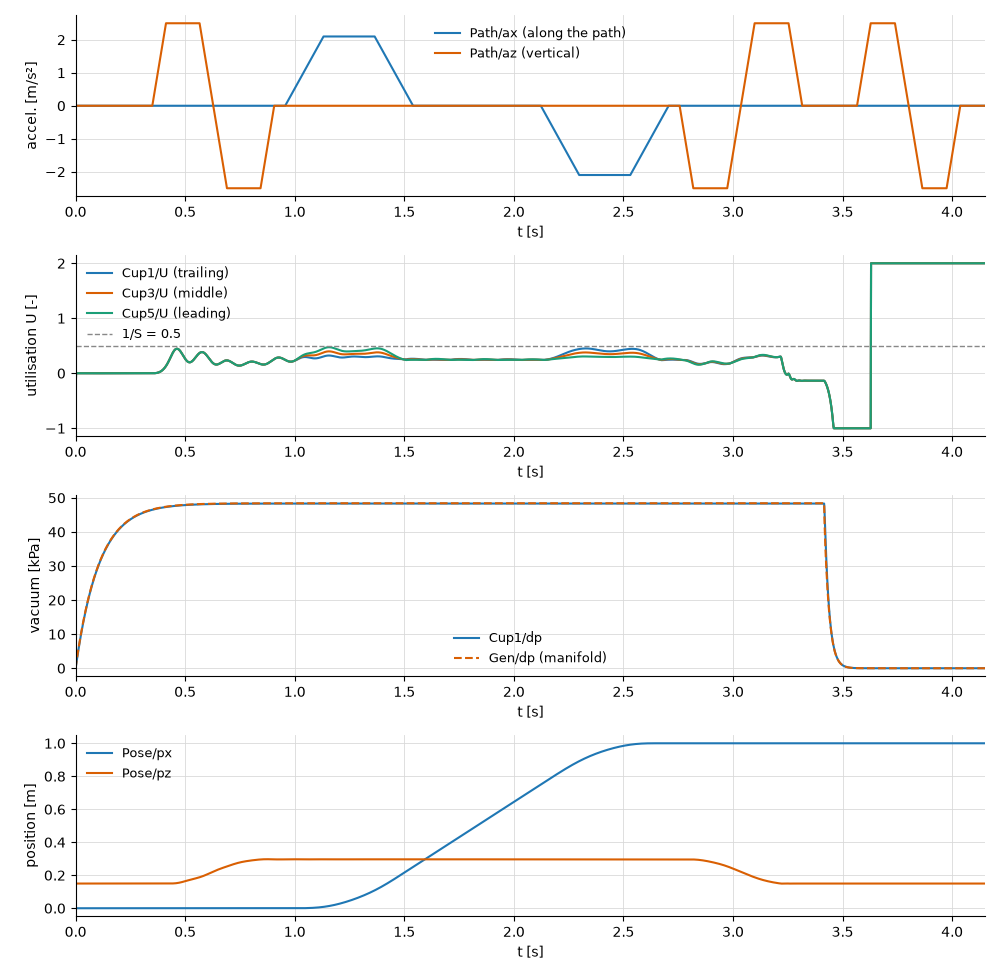 accel. [m/s²]
2
1
0
−1
−2
Path/ax (along the path)
Path/az (vertical)
0.0 0.5 1.0 1.5 2.0 2.5 3.0 3.5 4.0
t [s]
utilisation U [-]
2
1
0
−1
Cup1/U (trailing)
Cup3/U (middle)
Cup5/U (leading)
1/S = 0.5
0.0 0.5 1.0 1.5 2.0 2.5 3.0 3.5 4.0
t [s]
vacuum [kPa]
50
40
30
20
10
0
Cup1/dp
Gen/dp (manifold)
0.0 0.5 1.0 1.5 2.0 2.5 3.0 3.5 4.0
t [s]
position [m]
1.0
0.8
0.6
0.4
0.2
0.0
Pose/px
Pose/pz
0.0 0.5 1.0 1.5 2.0 2.5 3.0 3.5 4.0
t [s]